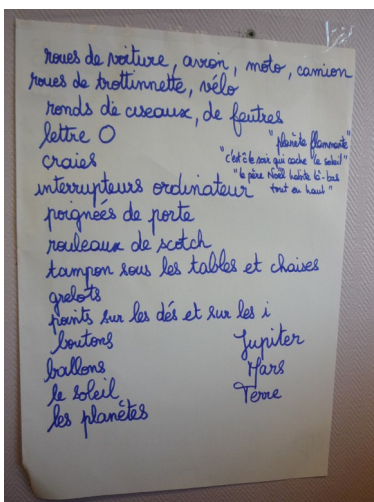 roues de voiture, avion, moto, camion
roues de trottinnette, vélo
ronds de ciseaux, de feutres
lettre O
"planète flammante"
craies
"c'est le soir qui cache le soleil"
interrupteurs ordinateur
"le père Noël habite là-bas
tout en haut"
poignées de porte
rouleaux de scotch
tampon sous les tables et chaises
grelots
points sur les dés et sur les i
boutons
Jupiter
ballons
Mars
le soleil
Terre
les planètes